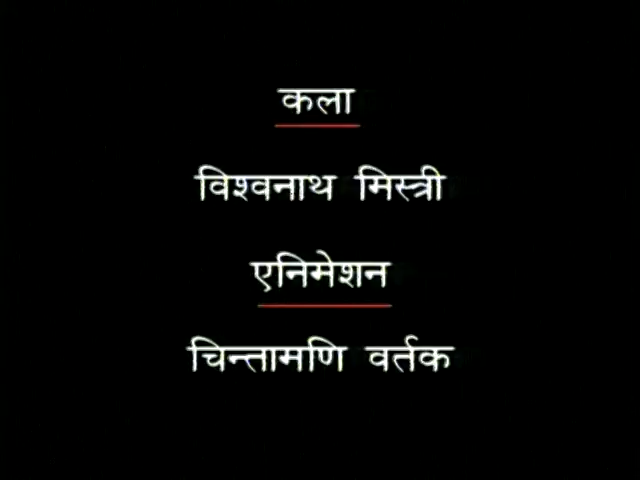 कला
विश्वनाथ मिस्त्री
एनिमेशन
चिन्तामणि वर्तक